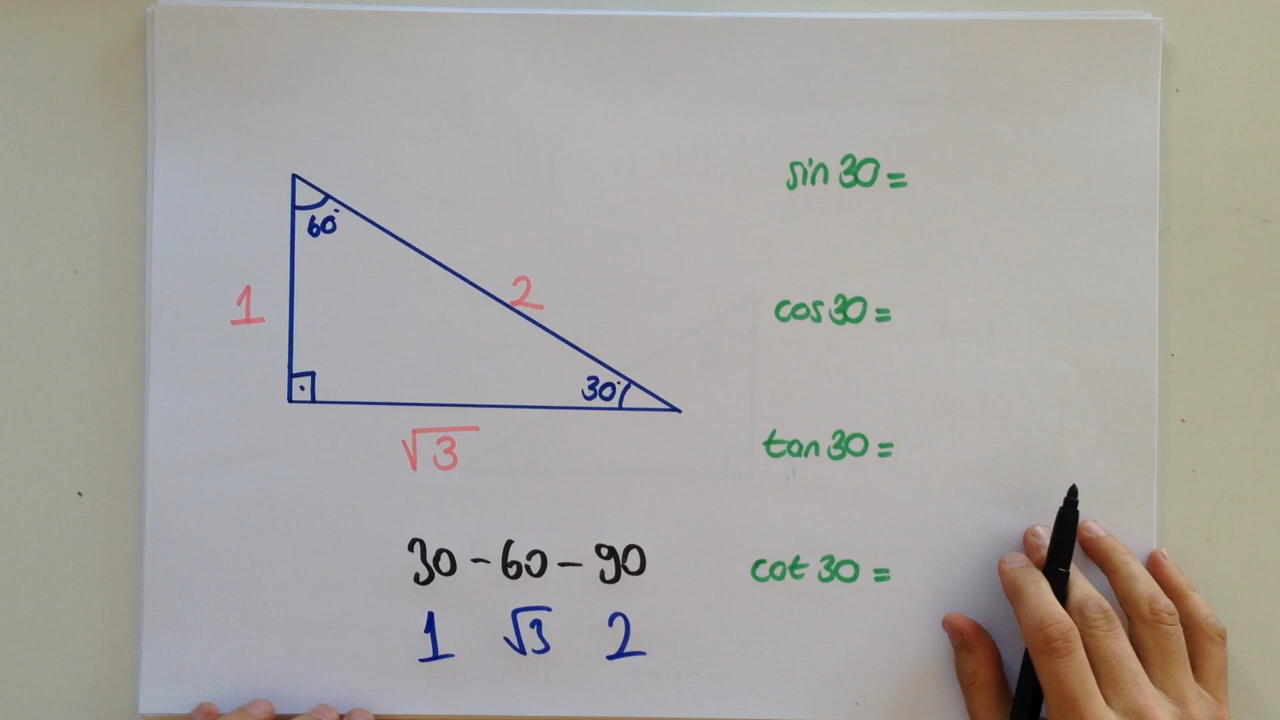 60°
1
2
30°
√3
30 - 60 - 90
1 √3 2
sin 30 =
cos 30 =
tan 30 =
cot 30 =